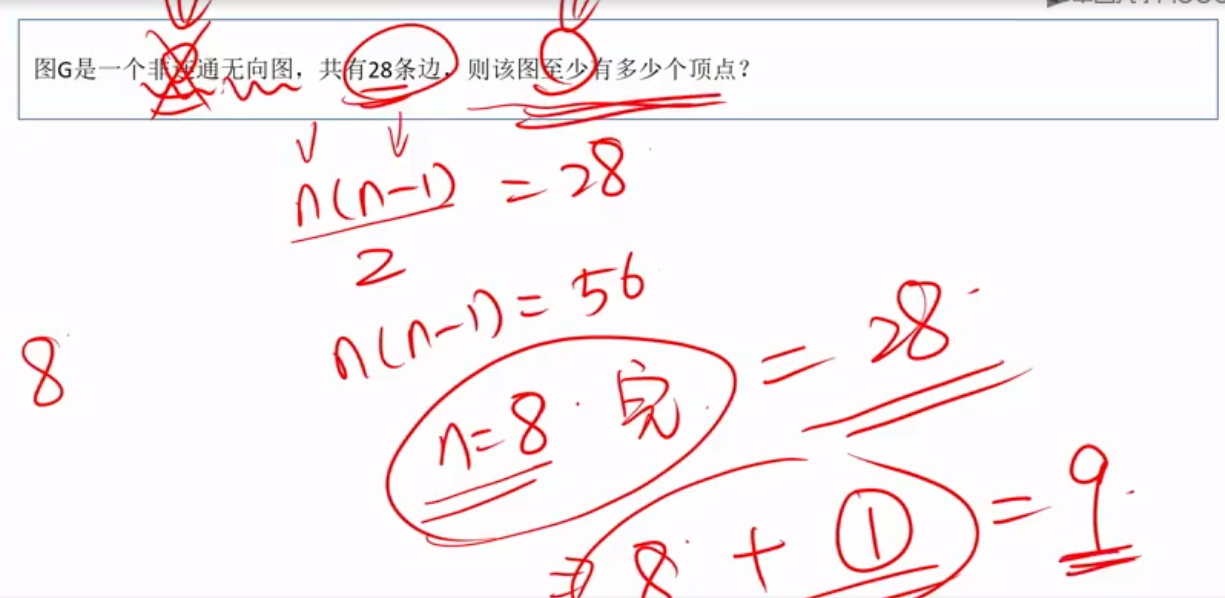 图G是一个非连通无向图，共有28条边，则该图至少有多少个顶点？
n(n-1)/2 = 28
n(n-1) = 56
8
n=8 完 = 28
8 + ① = 9